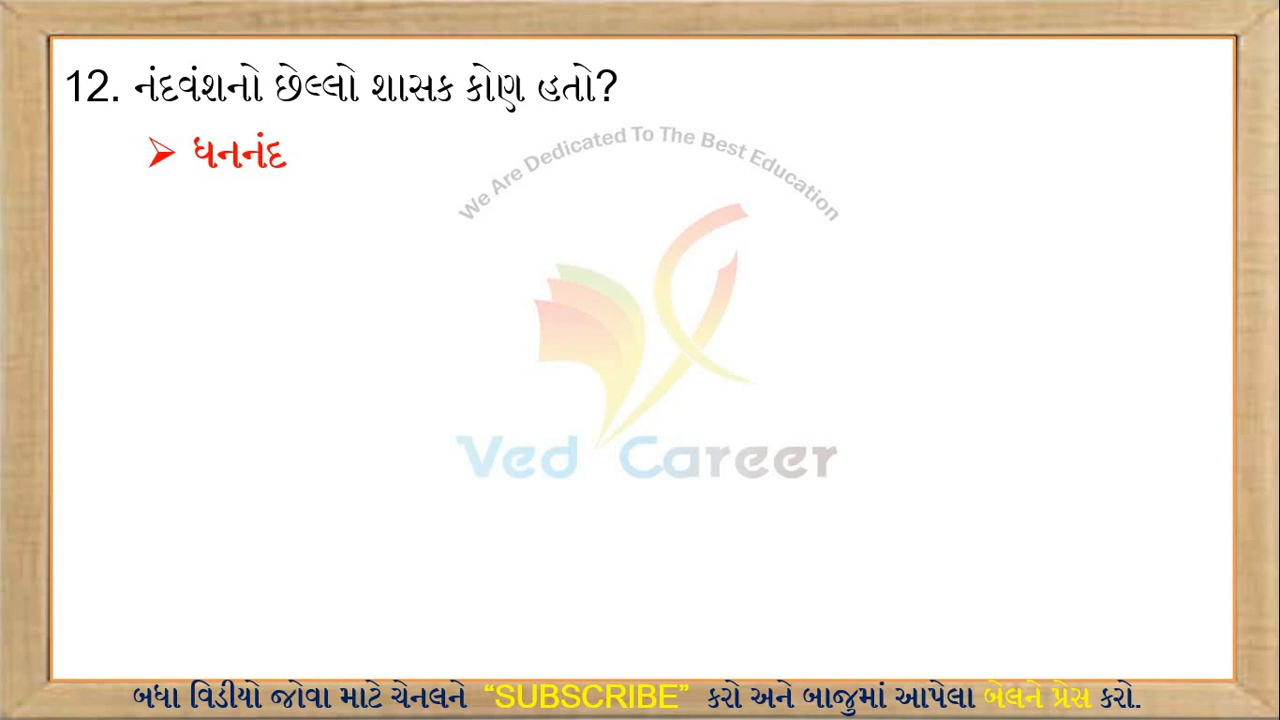 12. નંદવંશનો છેલ્લો શાસક કોણ હતો?
➢ ધનનંદ
We Are Dedicated To The Best Education
Ved Career
બધા વિડીયો જોવા માટે ચેનલને “SUBSCRIBE” કરો અને બાજુમાં આપેલા બેલને પ્રેસ કરો.